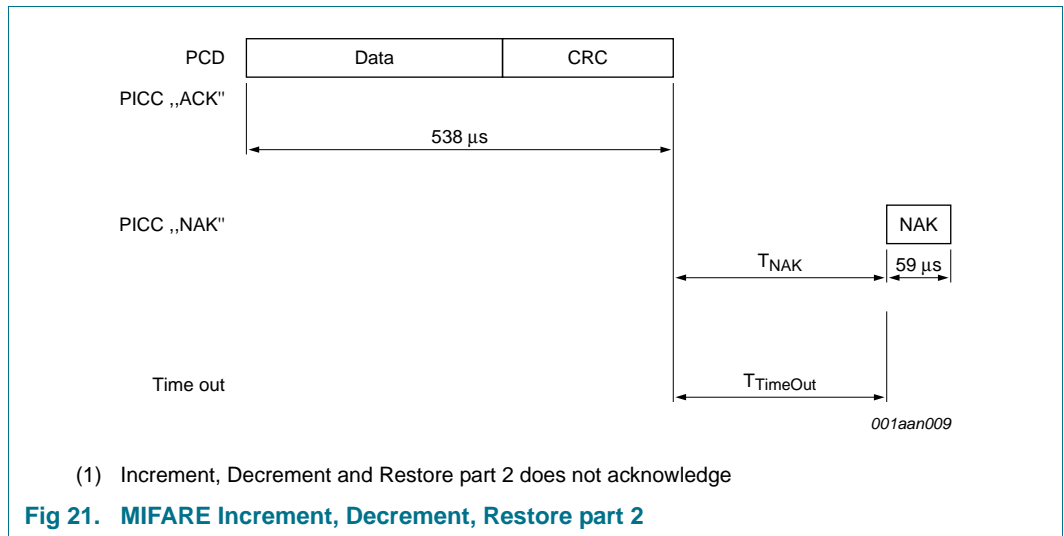 PCD Data CRC
PICC ,,ACK"
538 μs
PICC ,,NAK" NAK
TNAK 59 μs
Time out TTimeOut
001aan009
(1) Increment, Decrement and Restore part 2 does not acknowledge
Fig 21. MIFARE Increment, Decrement, Restore part 2